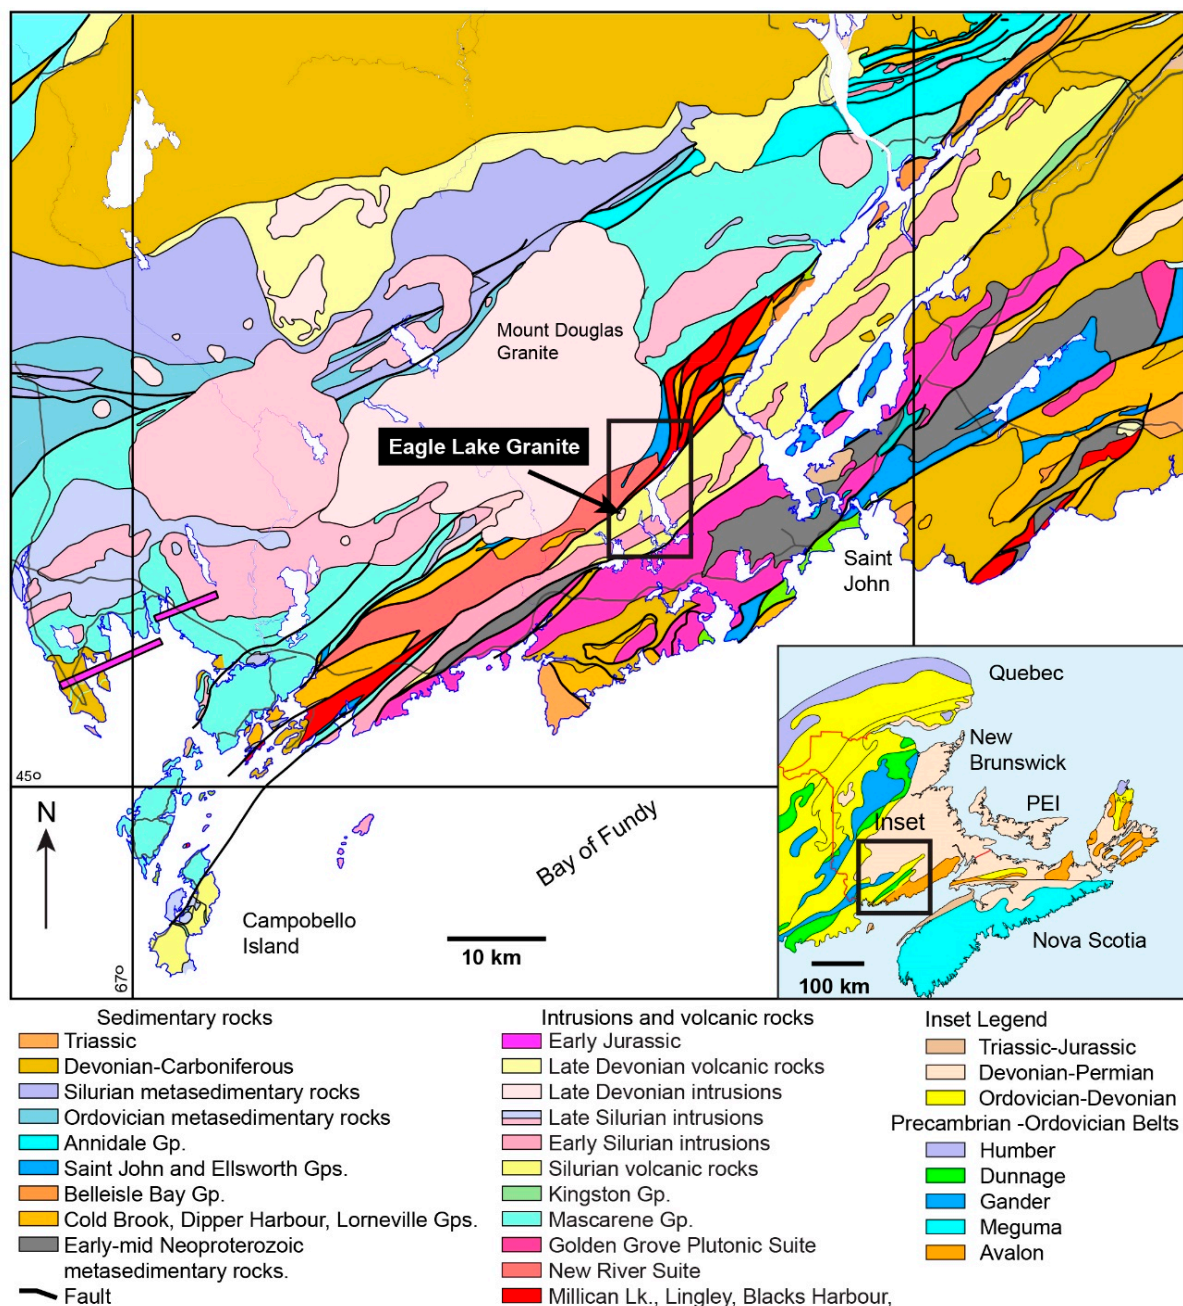 Mount Douglas
Granite
Eagle Lake Granite
Saint
John
45o
N
67o
Campobello
Island
Bay of Fundy
10 km
Quebec
New
Brunswick
PEI
Inset
Nova Scotia
100 km
Sedimentary rocks
Triassic
Devonian-Carboniferous
Silurian metasedimentary rocks
Ordovician metasedimentary rocks
Annidale Gp.
Saint John and Ellsworth Gps.
Belleisle Bay Gp.
Cold Brook, Dipper Harbour, Lorneville Gps.
Early-mid Neoproterozoic
metasedimentary rocks.
Fault
Intrusions and volcanic rocks
Early Jurassic
Late Devonian volcanic rocks
Late Devonian intrusions
Late Silurian intrusions
Early Silurian intrusions
Silurian volcanic rocks
Kingston Gp.
Mascarene Gp.
Golden Grove Plutonic Suite
New River Suite
Millican Lk., Lingley, Blacks Harbour,
Inset Legend
Triassic-Jurassic
Devonian-Permian
Ordovician-Devonian
Precambrian -Ordovician Belts
Humber
Dunnage
Gander
Meguma
Avalon